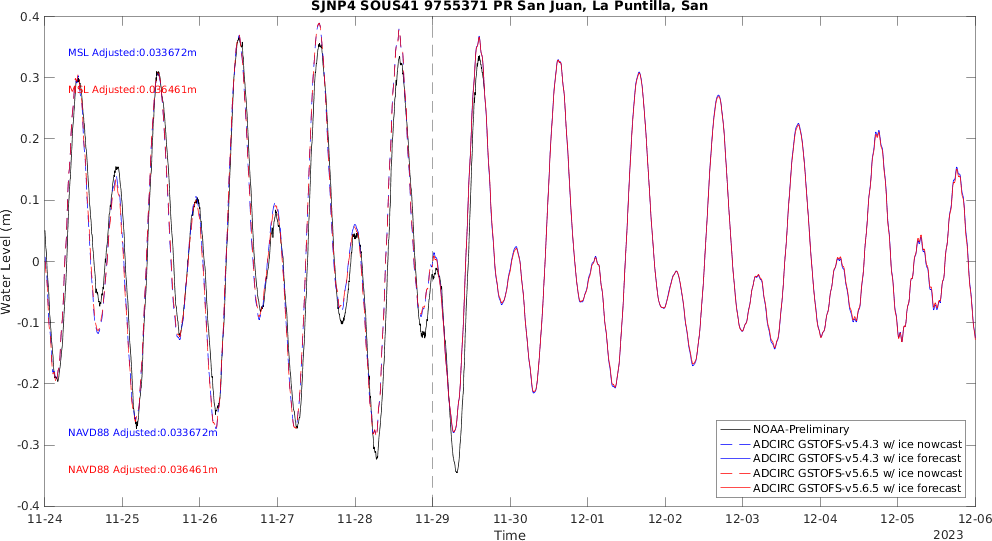 SJNP4 SOUS41 9755371 PR San Juan, La Puntilla, San
0.4
0.3
0.2
0.1
0
-0.1
-0.2
-0.3
-0.4
Water Level (m)
MSL Adjusted:0.033672m
MSL Adjusted:0.036461m
NAVD88 Adjusted:0.033672m
NAVD88 Adjusted:0.036461m
NOAA-Preliminary
ADCIRC GSTOFS-v5.4.3 w/ ice nowcast
ADCIRC GSTOFS-v5.4.3 w/ ice forecast
ADCIRC GSTOFS-v5.6.5 w/ ice nowcast
ADCIRC GSTOFS-v5.6.5 w/ ice forecast
11-24 11-25 11-26 11-27 11-28 11-29 11-30 12-01 12-02 12-03 12-04 12-05 12-06
Time
2023